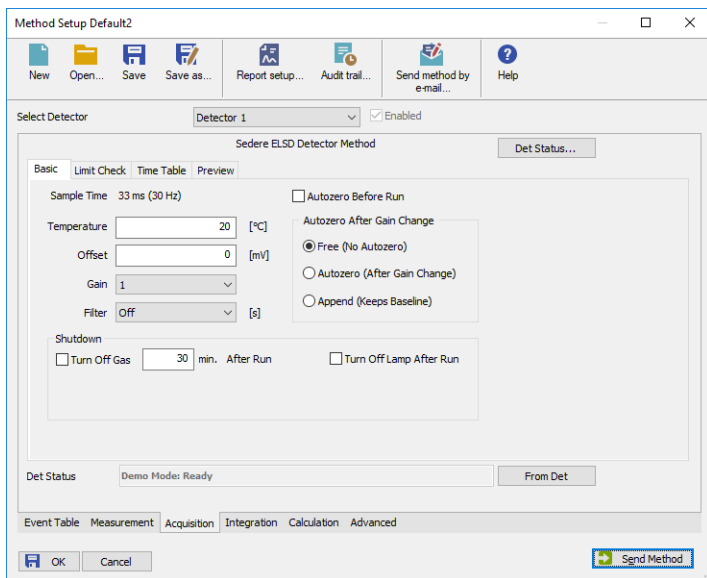 Method Setup Default2
New Open... Save Save as... Report setup... Audit trail... Send method by e-mail... Help
Select Detector Detector 1 Enabled
Sedere ELSD Detector Method Det Status...
Basic Limit Check Time Table Preview
Sample Time 33 ms (30 Hz) Autozero Before Run
Temperature 20 [°C] Autozero After Gain Change
Offset 0 [mV] Free (No Autozero)
Gain 1 Autozero (After Gain Change)
Filter Off [s] Append (Keeps Baseline)
Shutdown
Turn Off Gas 30 min. After Run Turn Off Lamp After Run
Det Status Demo Mode: Ready From Det
Event Table Measurement Acquisition Integration Calculation Advanced
OK Cancel Send Method